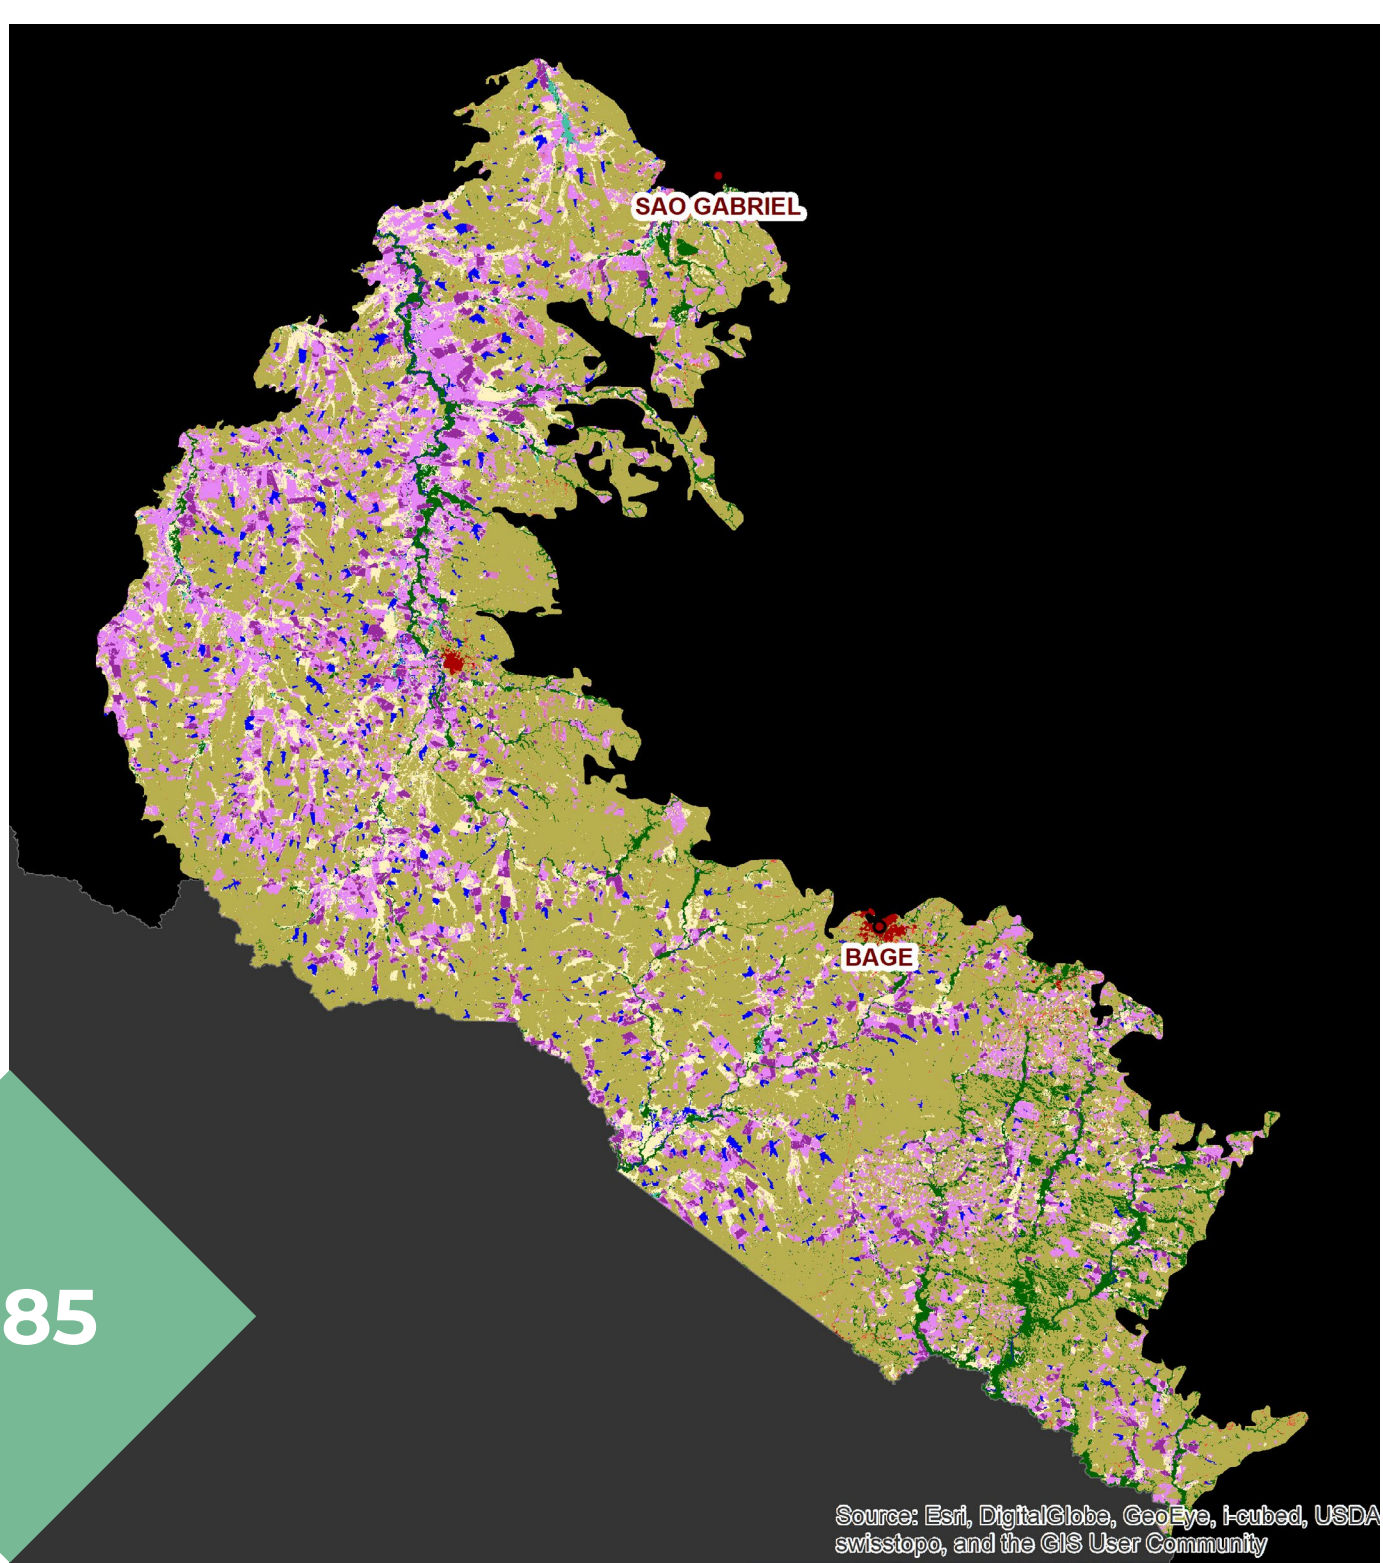 SAO GABRIEL
BAGE
85
Source: Esri, DigitalGlobe, GeoEye, i-cubed, USDA
swisstopo, and the GIS User Community